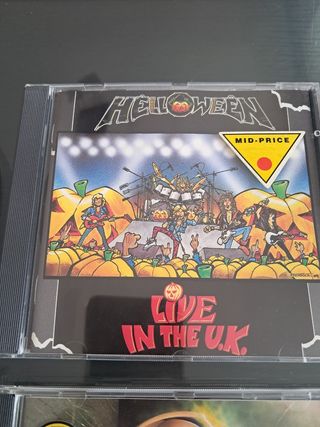 HELLOWEEN
MID-PRICE
LIVE
IN THE U.K.